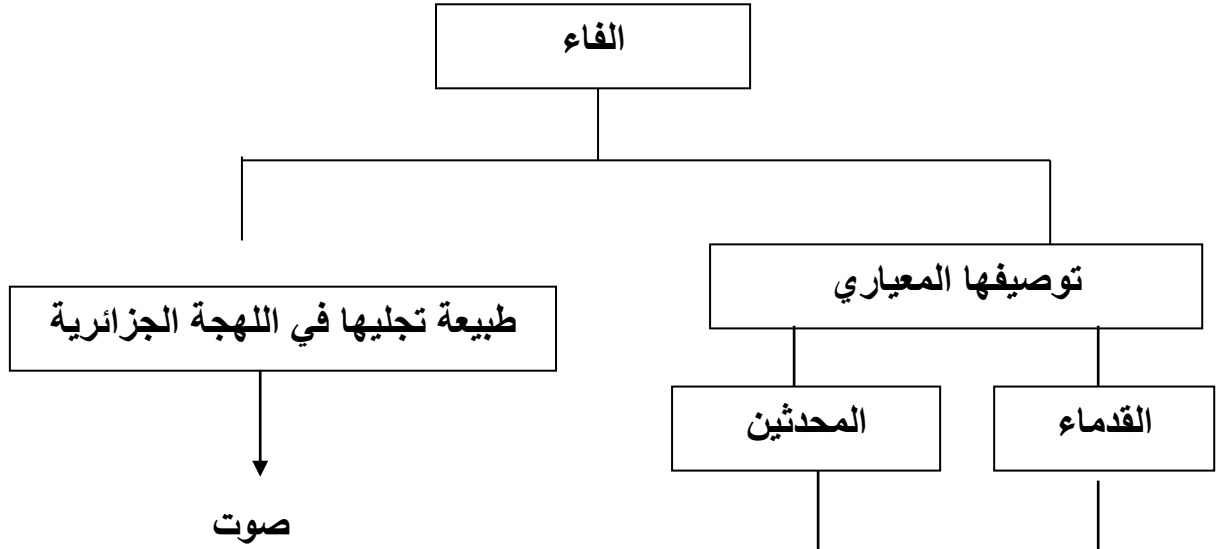 الفاء
توصيفها المعياري
طبيعة تجليها في اللهجة الجزائرية
القدماء
المحدثين
صوت